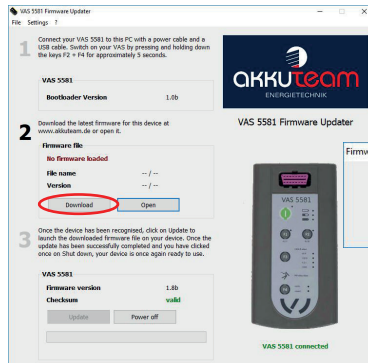 VAS 5581 Firmware Updater
File Settings ?
1
Connect your VAS 5581 to this PC with a power cable and a
USB cable. Switch on your VAS by pressing and holding down
the keys F2 + F4 for approximately 5 seconds.
VAS 5581
Bootloader Version 1.0b
2
Download the latest firmware for this device at
www.akkuteam.de or open it.
Firmware file
No firmware loaded
File name -- / --
Version -- / --
Download Open
3
Once the device has been recognised, click on Update to
launch the downloaded firmware file on your device. Once the
update has been successfully completed and you have clicked
once on Shut down, your device is once again ready to use.
VAS 5581
Firmware version 1.8b
Checksum valid
Update Power off
akkuteam
ENERGIETECHNIK
VAS 5581 Firmware Updater
Firmw
VAS 5581
VAS 5581 connected